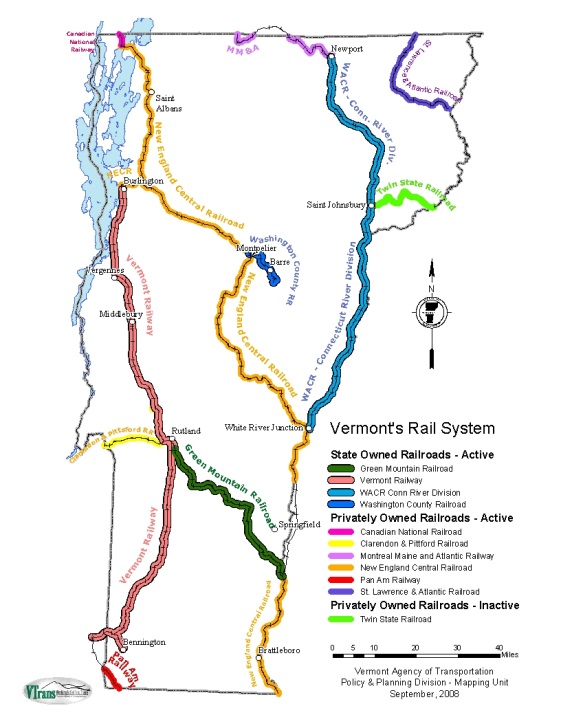 Canadian
National
Railway
MM&A
Newport
St. Lawrence & Atlantic Railroad
WACR - Conn. River Div.
Saint
Albans
New England Central Railroad
NECR
Burlington
Twin State Railroad
Saint Johnsbury
Washington County RR
Montpelier
Barre
Vergennes
Vermont Railway
Middlebury
New England Central Railroad
WACR - Connecticut River Division
N
White River Junction
Rutland
Clarendon & Pittsford RR
Green Mountain Railroad
Springfield
Vermont Railway
Bennington
Pan Am
Railway
New England Central Railroad
Brattleboro
Vermont's Rail System
State Owned Railroads - Active
Green Mountain Railroad
Vermont Railway
WACR Conn River Division
Washington County Railroad
Privately Owned Railroads - Active
Canadian National Railroad
Clarendon & Pittford Railroad
Montreal Maine and Atlantic Railway
New England Central Railroad
Pan Am Railway
St. Lawrence & Atlantic Railroad
Privately Owned Railroads - Inactive
Twin State Railroad
0 5 10 20 30 40
Miles
Vermont Agency of Transportation
Policy & Planning Division - Mapping Unit
September, 2008
VTrans